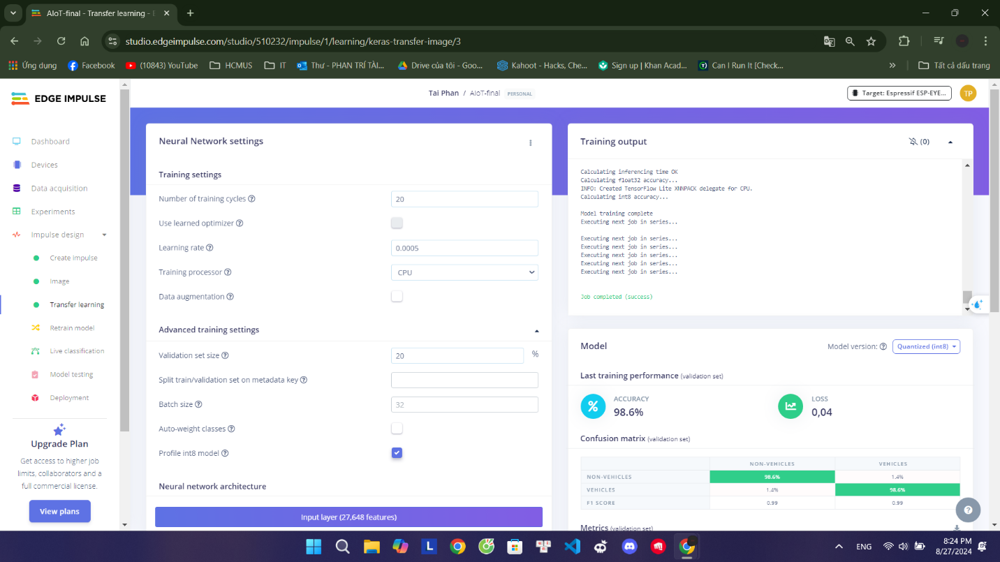 AIoT-final - Transfer learning - E
studio.edgeimpulse.com/studio/510232/impulse/1/learning/keras-transfer-image/3
Ứng dụng
Facebook
(10843) YouTube
HCMUS
IT
Thư - PHAN TRÍ TÀI...
Drive của tôi - Goo...
Kahoot - Hacks, Che...
Sign up | Khan Acad...
Can I Run It [Check...
»
Tất cả dấu trang
EDGE IMPULSE
Tai Phan / AIoT-final PERSONAL
Target: Espressif ESP-EYE...
TP
Dashboard
Devices
Data acquisition
Experiments
Impulse design
Create impulse
Image
Transfer learning
Retrain model
Live classification
Model testing
Deployment
Upgrade Plan
Get access to higher job
limits, collaborators and a
full commercial license.
View plans
Neural Network settings
Training settings
Number of training cycles ?
20
Use learned optimizer ?
Learning rate ?
0.0005
Training processor ?
CPU
Data augmentation ?
Advanced training settings
Validation set size ?
20
%
Split train/validation set on metadata key ?
Batch size ?
32
Auto-weight classes ?
Profile int8 model ?
Neural network architecture
Input layer (27,648 features)
Training output
(0)
Calculating inferencing time OK
Calculating float32 accuracy...
INFO: Created TensorFlow Lite XNNPACK delegate for CPU.
Calculating int8 accuracy...
Model training complete
Executing next job in series...
Executing next job in series...
Executing next job in series...
Executing next job in series...
Executing next job in series...
Executing next job in series...
Job completed (success)
Model
Model version: ?
Quantized (int8)
Last training performance (validation set)
%
ACCURACY
98.6%
LOSS
0,04
Confusion matrix (validation set)
NON-VEHICLES VEHICLES
NON-VEHICLES 98.6% 1.4%
VEHICLES 1.4% 98.6%
F1 SCORE 0.99 0.99
Metrics (validation set)
?
L
ENG
8:24 PM
8/27/2024